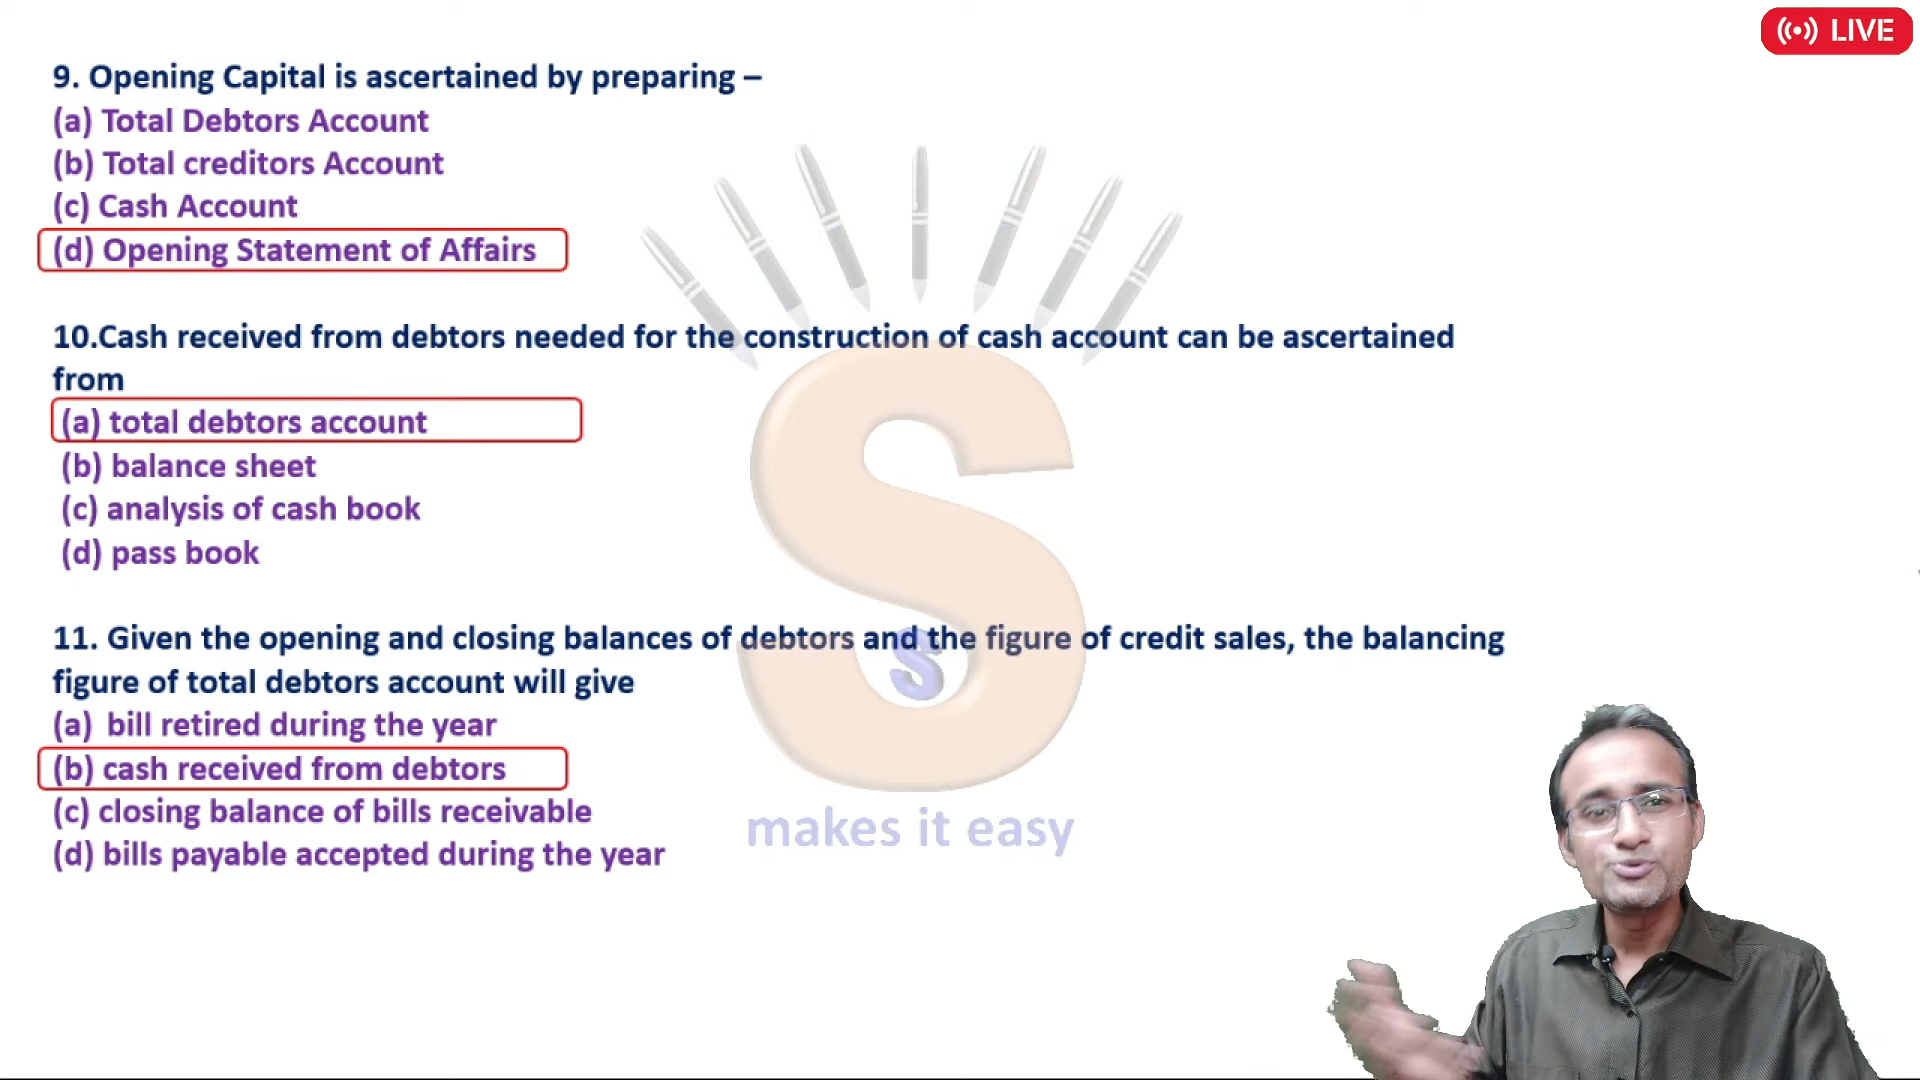 LIVE
9. Opening Capital is ascertained by preparing –
(a) Total Debtors Account
(b) Total creditors Account
(c) Cash Account
(d) Opening Statement of Affairs
10.Cash received from debtors needed for the construction of cash account can be ascertained
from
(a) total debtors account
(b) balance sheet
(c) analysis of cash book
(d) pass book
11. Given the opening and closing balances of debtors and the figure of credit sales, the balancing
figure of total debtors account will give
(a) bill retired during the year
(b) cash received from debtors
(c) closing balance of bills receivable
(d) bills payable accepted during the year
S
S
makes it easy